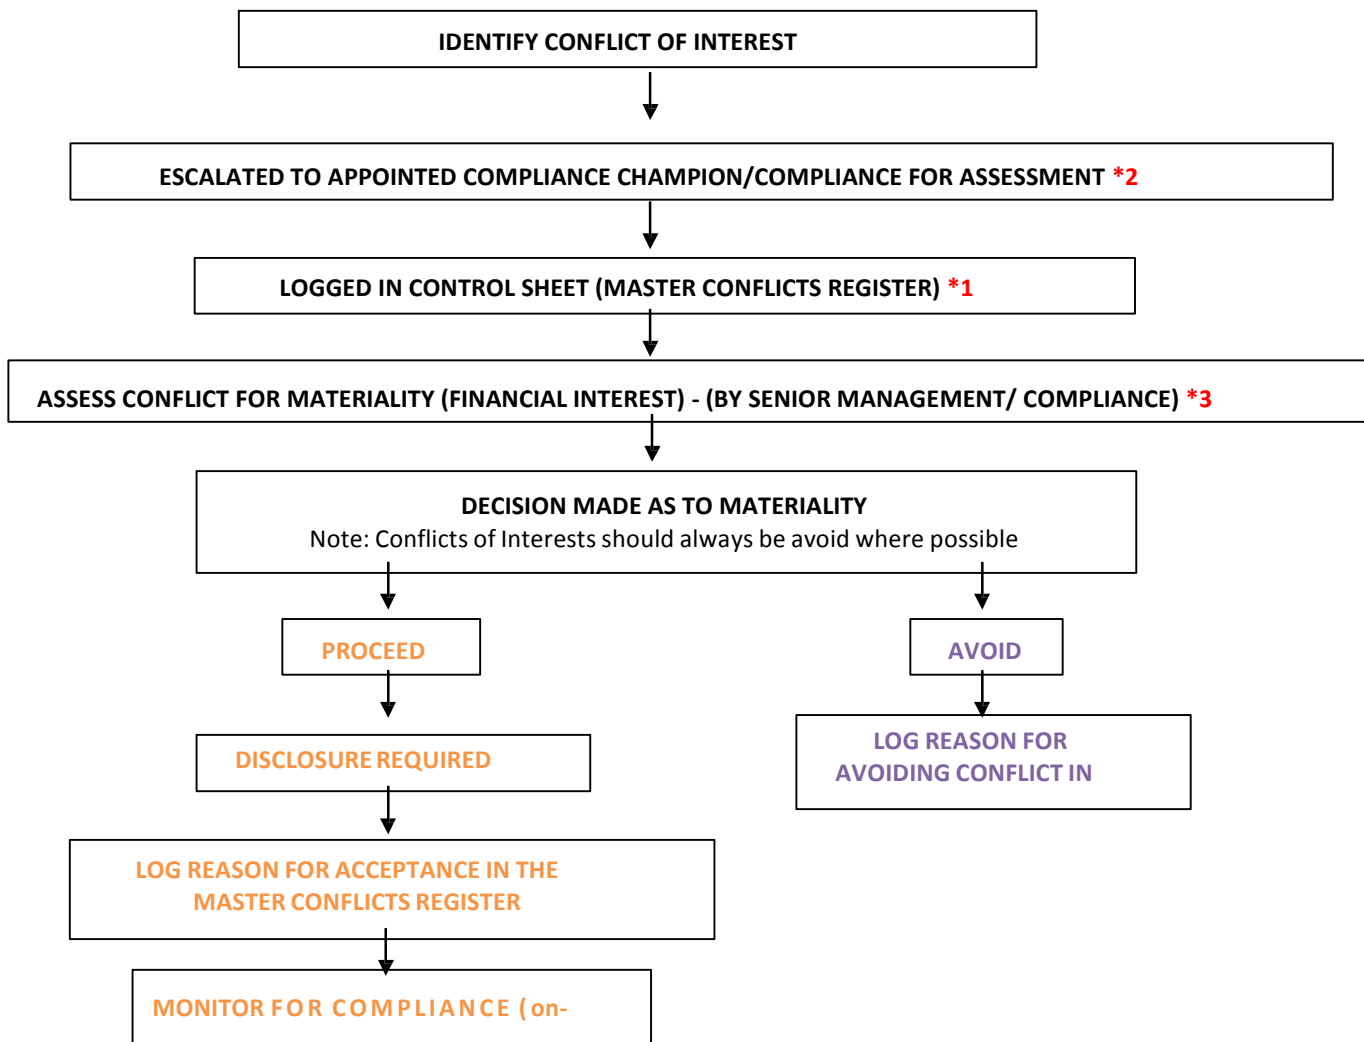 IDENTIFY CONFLICT OF INTEREST
ESCALATED TO APPOINTED COMPLIANCE CHAMPION/COMPLIANCE FOR ASSESSMENT *2
LOGGED IN CONTROL SHEET (MASTER CONFLICTS REGISTER) *1
ASSESS CONFLICT FOR MATERIALITY (FINANCIAL INTEREST) - (BY SENIOR MANAGEMENT/ COMPLIANCE) *3
DECISION MADE AS TO MATERIALITY
Note: Conflicts of Interests should always be avoid where possible
PROCEED
AVOID
DISCLOSURE REQUIRED
LOG REASON FOR
AVOIDING CONFLICT IN
LOG REASON FOR ACCEPTANCE IN THE
MASTER CONFLICTS REGISTER
MONITOR FOR COMPLIANCE (on-